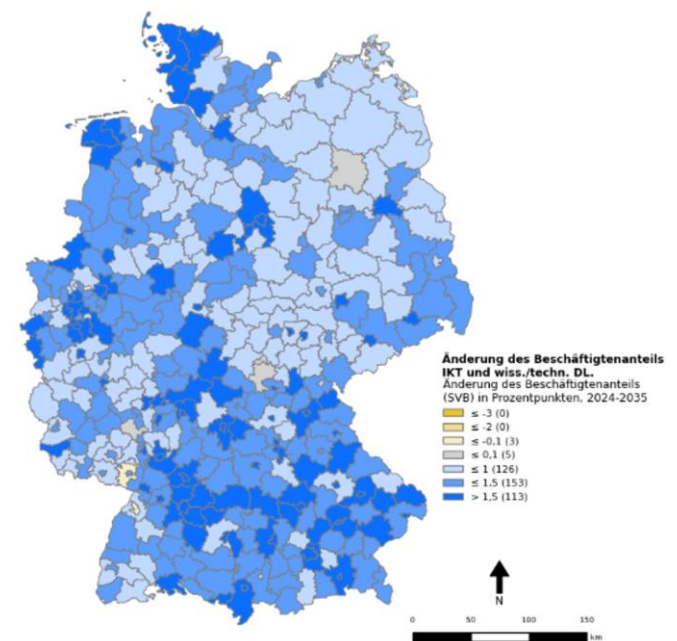 Änderung des Beschäftigtenanteils
IKT und wiss./techn. DL.
Änderung des Beschäftigtenanteils
(SVB) in Prozentpunkten, 2024-2035
≤ -3 (0)
≤ -2 (0)
≤ -0,1 (3)
≤ 0,1 (5)
≤ 1 (126)
≤ 1,5 (153)
> 1,5 (113)
N
0 50 100 150
km